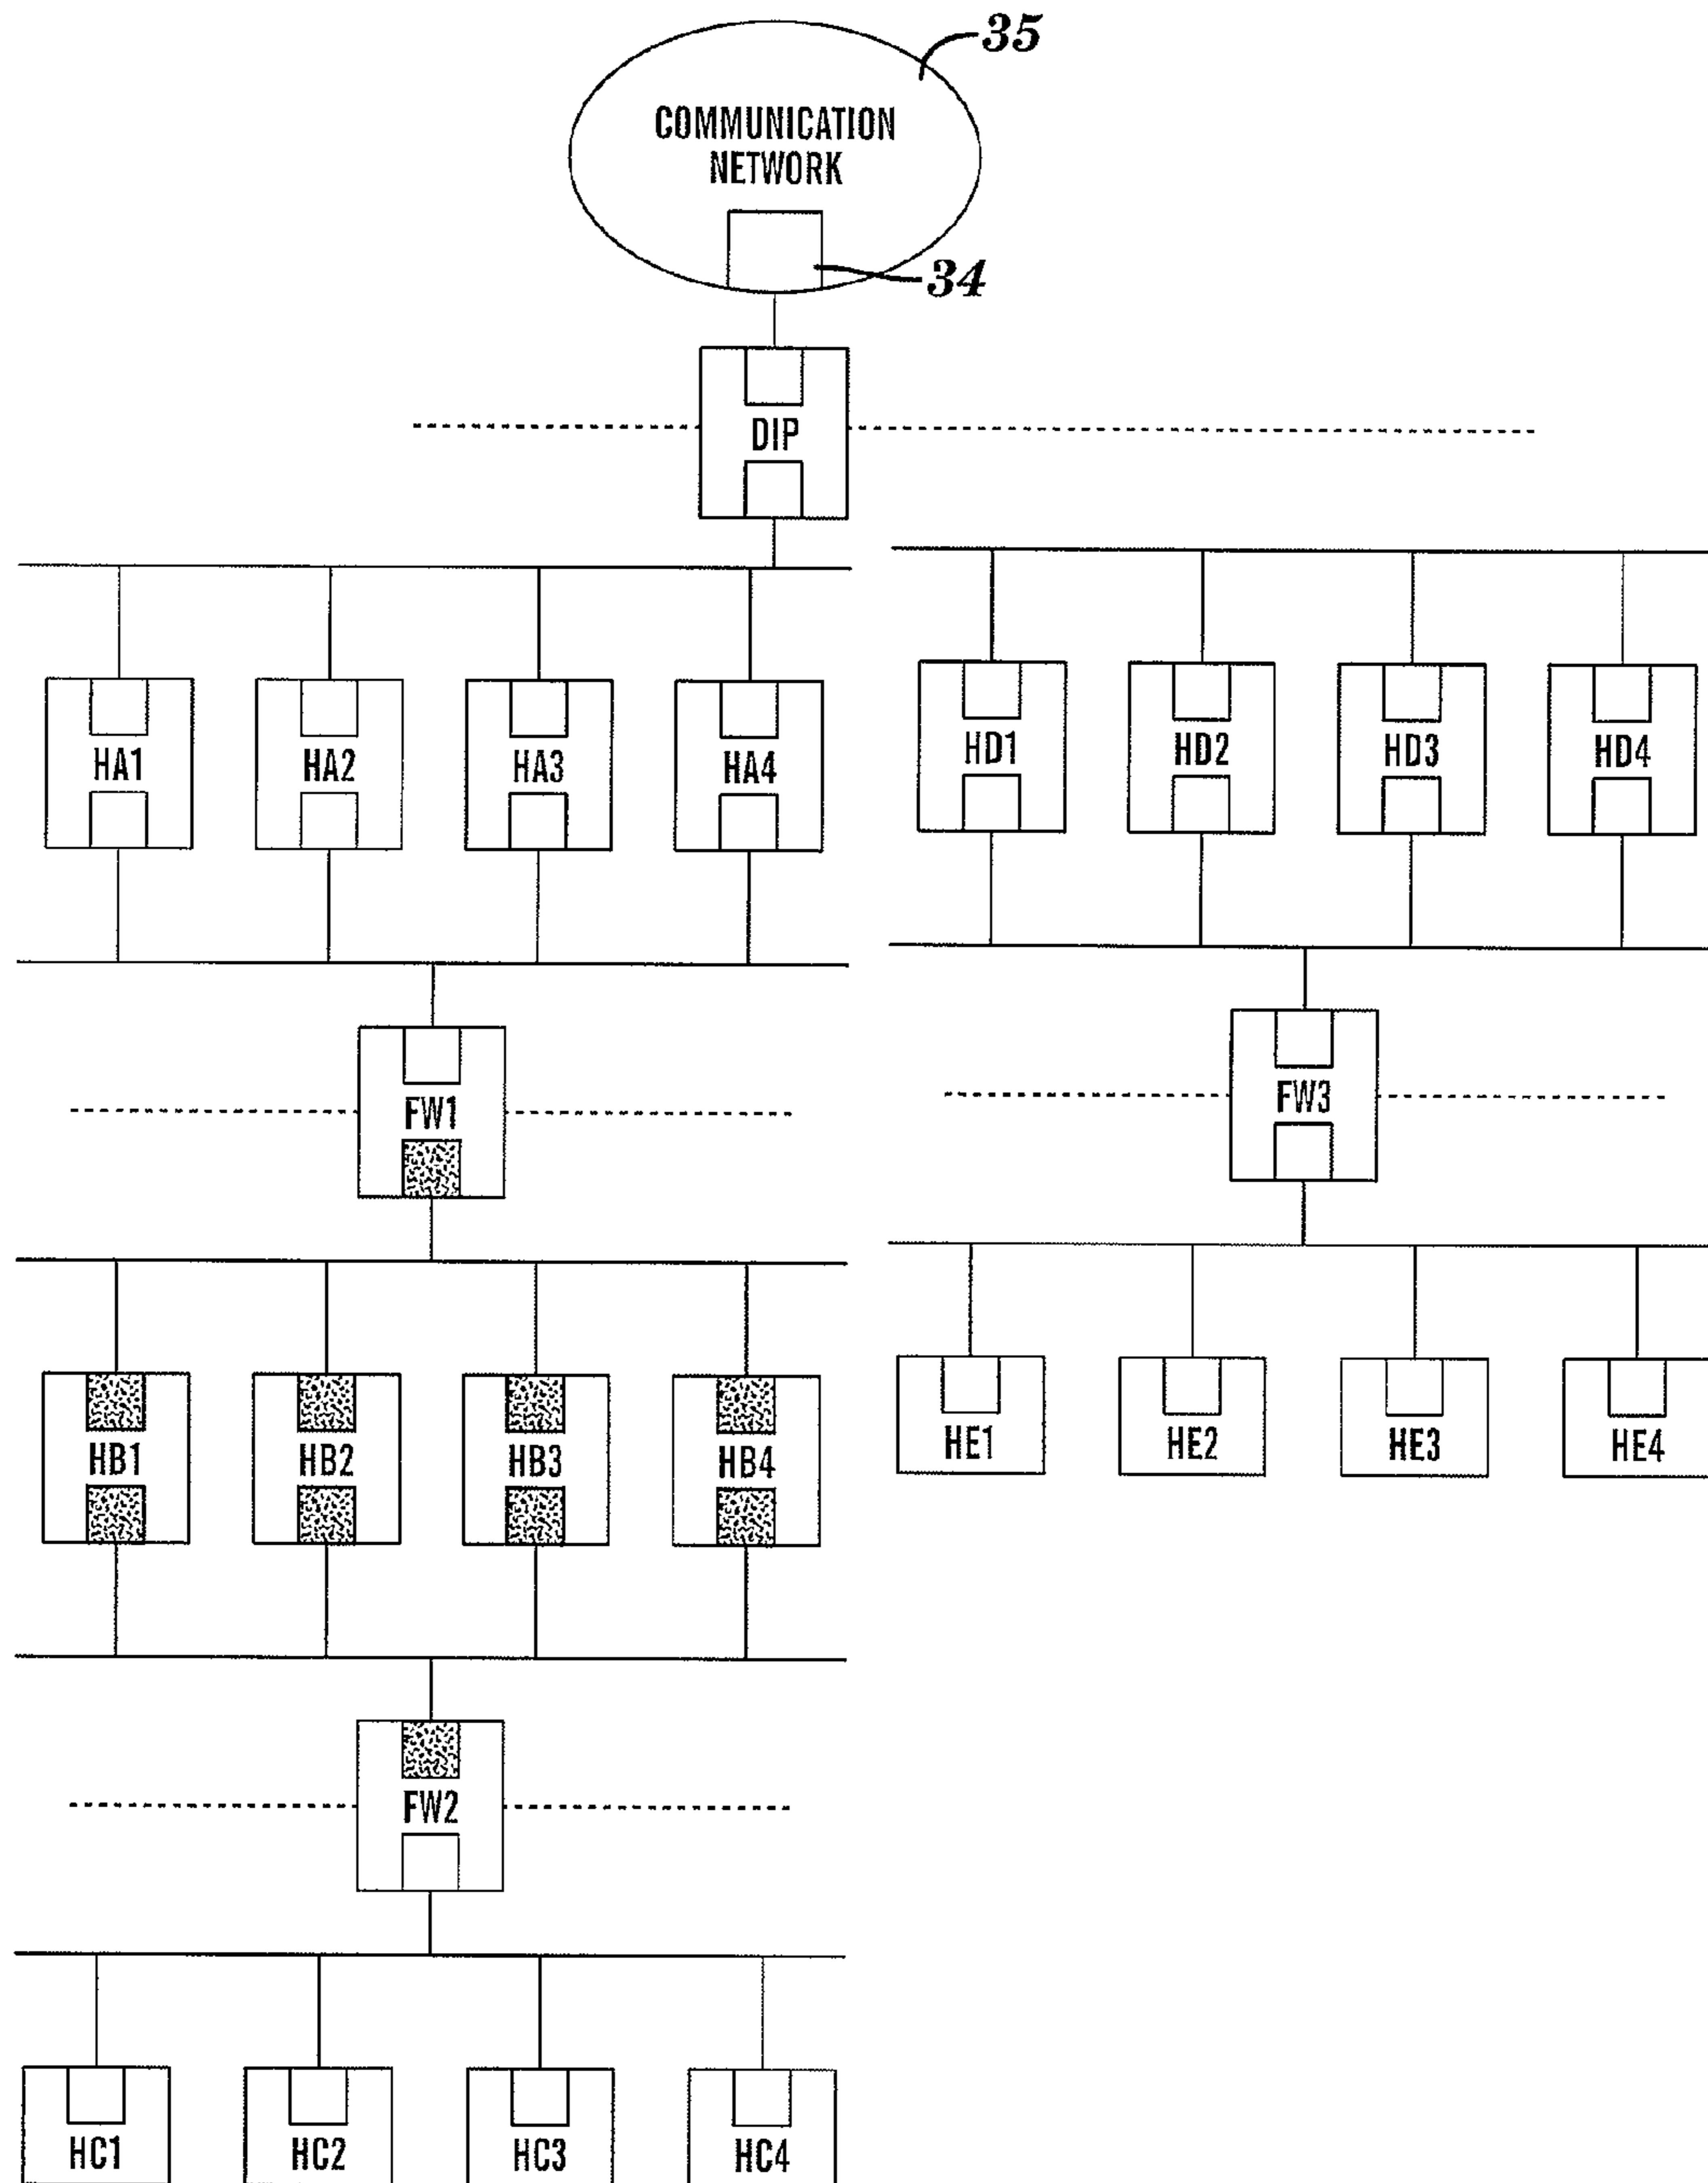 35
COMMUNICATION
NETWORK
34
DIP
HA1 HA2 HA3 HA4
HD1 HD2 HD3 HD4
FW1
FW3
HB1 HB2 HB3 HB4
HE1 HE2 HE3 HE4
FW2
HC1 HC2 HC3 HC4